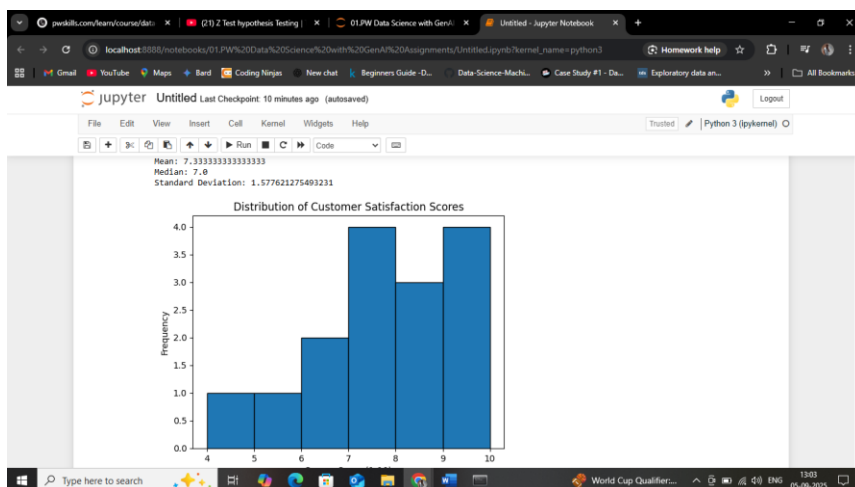 pwskills.com/learn/course/data
(21) Z Test hypothesis Testing |
01.PW Data Science with GenAI
Untitled - Jupyter Notebook
localhost:8888/notebooks/01.PW%20Data%20Science%20with%20GenAI%20Assignments/Untitled.ipynb?kernel_name=python3
Homework help
Gmail
YouTube
Maps
Bard
Coding Ninjas
New chat
Beginners Guide -D...
Data-Science-Machi...
Case Study #1 - Da...
Exploratory data an...
All Bookmarks
jupyter Untitled Last Checkpoint: 10 minutes ago (autosaved)
Logout
File Edit View Insert Cell Kernel Widgets Help
Trusted
Python 3 (ipykernel)
Run
Code
Mean: 7.333333333333333
Median: 7.0
Standard Deviation: 1.577621275493231
Distribution of Customer Satisfaction Scores
4.0
3.5
3.0
2.5
2.0
1.5
1.0
0.5
0.0
Frequency
4 5 6 7 8 9 10
Type here to search
World Cup Qualifier:...
ENG
13:03
05-09-2025